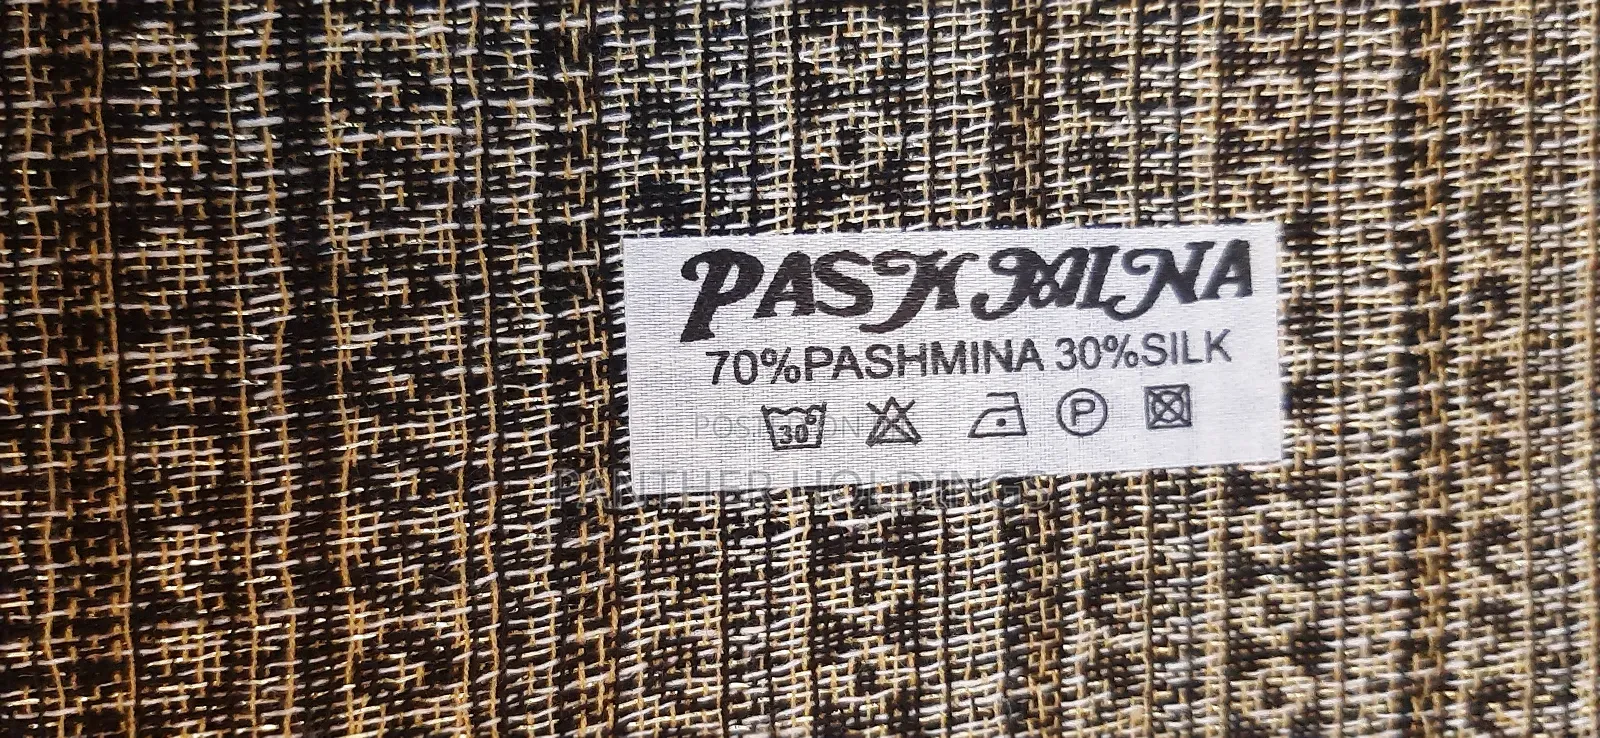 PASHMINA
70%PASHMINA 30%SILK
30° P
PANTHER HOLDINGS